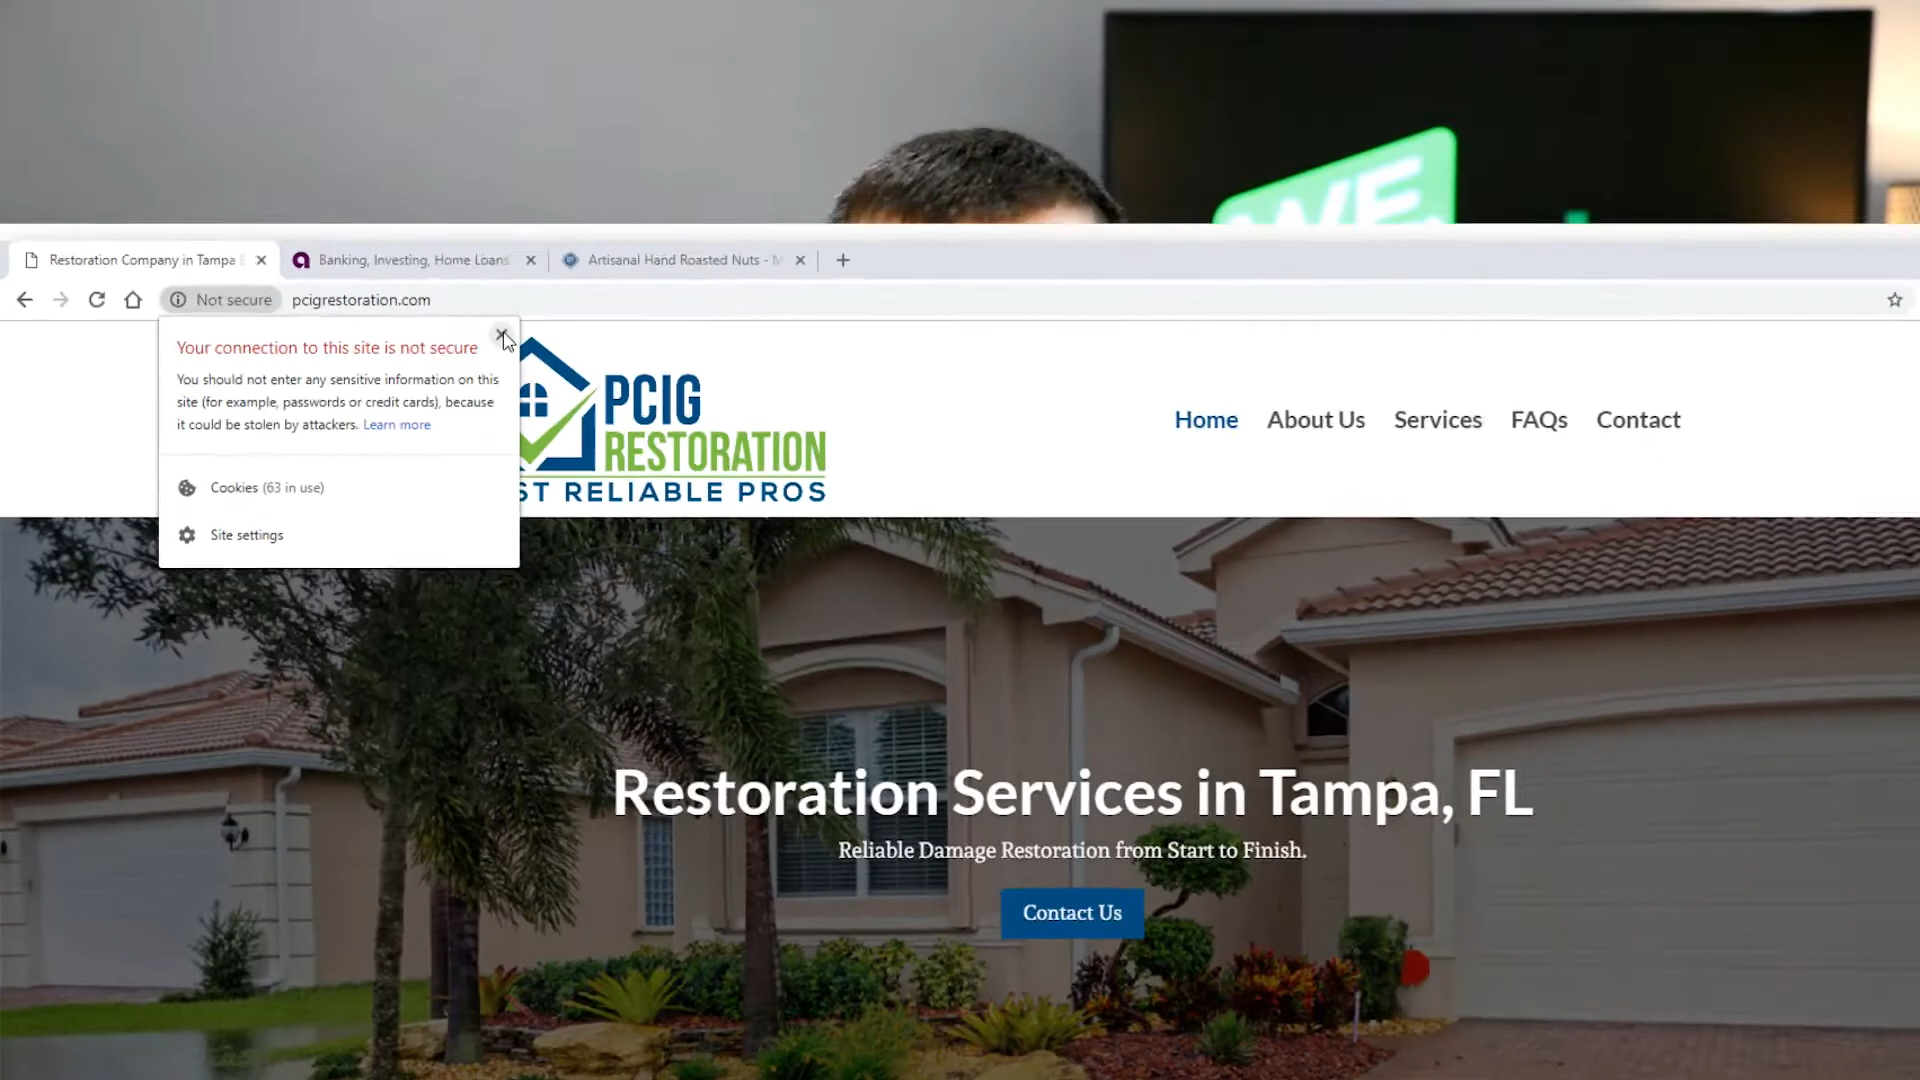 Restoration Company in Tampa
Banking, Investing, Home Loans
Artisanal Hand Roasted Nuts -
Not secure
pcigrestoration.com
Your connection to this site is not secure
You should not enter any sensitive information on this
site (for example, passwords or credit cards), because
it could be stolen by attackers. Learn more
Cookies (63 in use)
Site settings
PCIG
RESTORATION
ST RELIABLE PROS
Home
About Us
Services
FAQs
Contact
Restoration Services in Tampa, FL
Reliable Damage Restoration from Start to Finish.
Contact Us